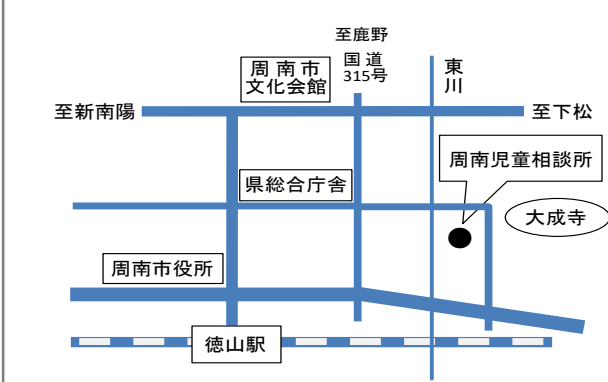 至鹿野
国道
315号
周南市
文化会館
東川
至新南陽
至下松
周南児童相談所
県総合庁舎
大成寺
周南市役所
徳山駅